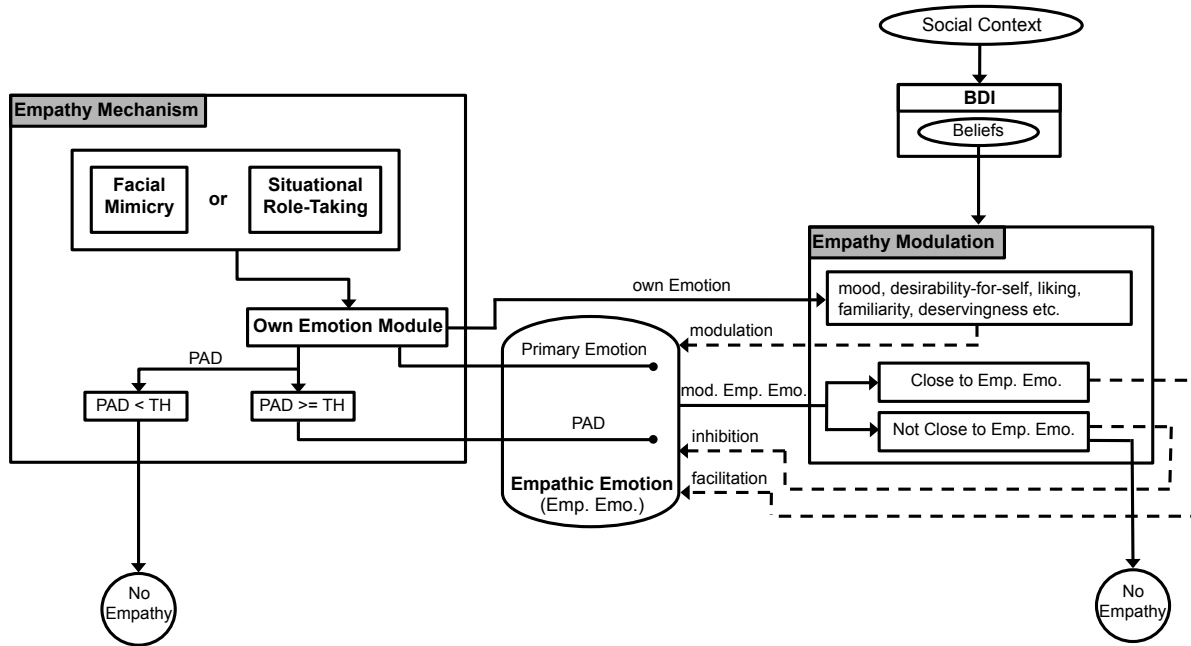 Social Context
BDI
Beliefs
Empathy Mechanism
Facial
Mimicry
or
Situational
Role-Taking
Own Emotion Module
PAD
PAD < TH
PAD >= TH
No
Empathy
own Emotion
modulation
Primary Emotion
mod. Emp. Emo.
PAD
inhibition
Empathic Emotion
(Emp. Emo.)
facilitation
Empathy Modulation
mood, desirability-for-self, liking,
familiarity, deservingness etc.
Close to Emp. Emo.
Not Close to Emp. Emo.
No
Empathy